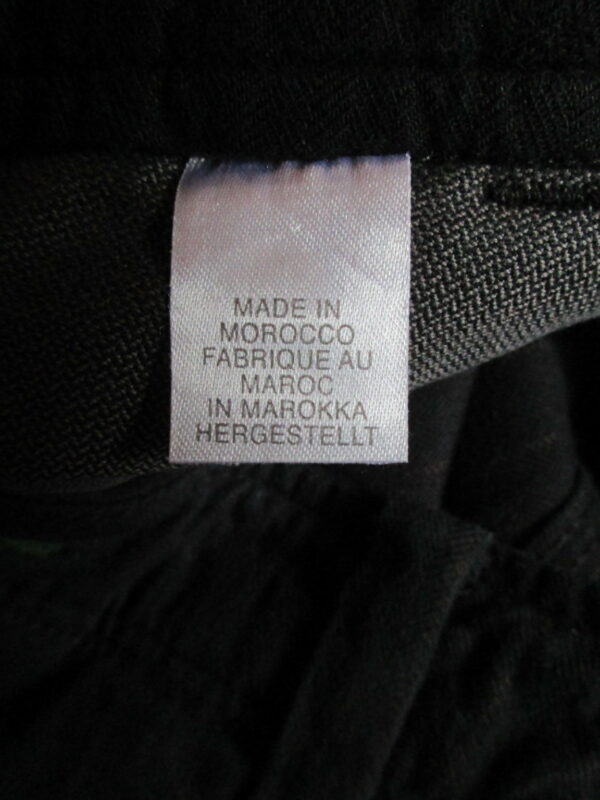 MADE IN
MOROCCO
FABRIQUE AU
MAROC
IN MAROKKA
HERGESTELLT